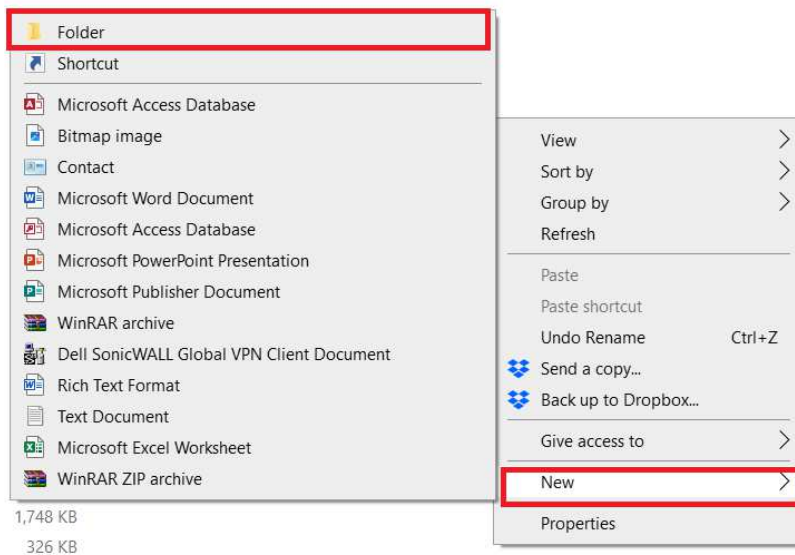 Folder
Shortcut
Microsoft Access Database
Bitmap image
Contact
Microsoft Word Document
Microsoft Access Database
Microsoft PowerPoint Presentation
Microsoft Publisher Document
WinRAR archive
Dell SonicWALL Global VPN Client Document
Rich Text Format
Text Document
Microsoft Excel Worksheet
WinRAR ZIP archive
1,748 KB
326 KB
View
Sort by
Group by
Refresh
Paste
Paste shortcut
Undo Rename Ctrl+Z
Send a copy...
Back up to Dropbox...
Give access to
New
Properties